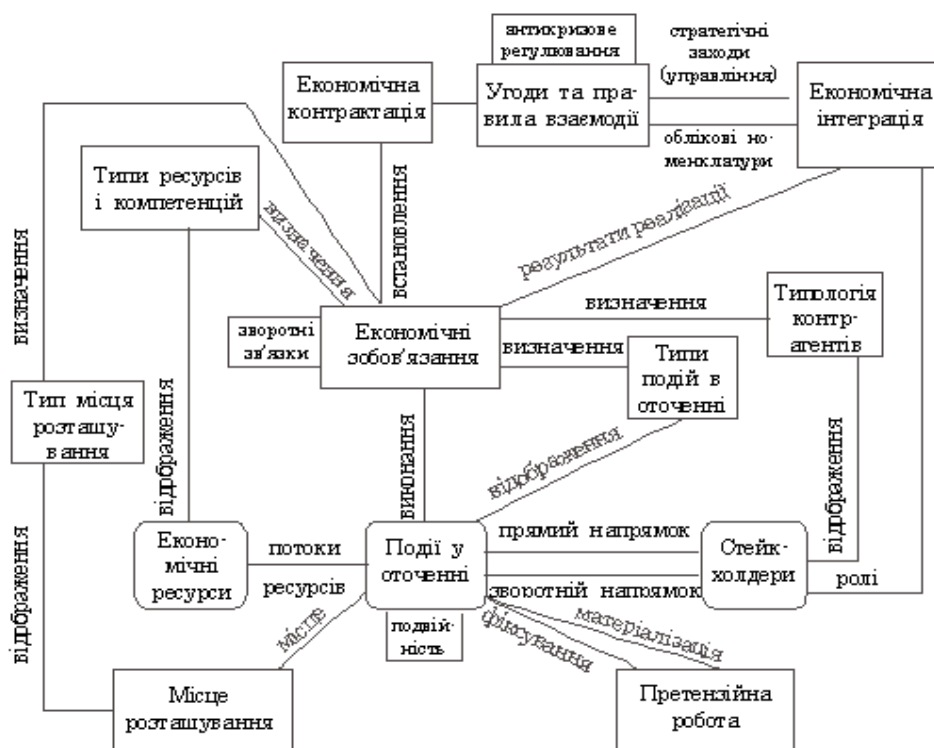 антикризове
регулювання
стратегічні
заходи
(управління)
Економічна
контрактація
Угоди та пра-
вила взаємодії
Економічна
інтеграція
облікові но-
менклатури
Типи ресурсів
і компетенцій
визначення
встановлення
результати реалізації
визначення
зворотні
зв'язки
Економічні
зобов'язання
визначення
визначення
Типологія
контр-
агентів
Типи
подій в
оточенні
Тип місця
розташу-
вання
відображення
виконання
відображення
відображення
Еконо-
мічні
ресурси
потоки
ресурсів
Події у
оточенні
прямий напрямок
зворотній напрямок
Стейк-
холдери
ролі
відображення
місце
подвій-
ність
фіксування
матеріалізація
Місце
розташування
Претензійна
робота